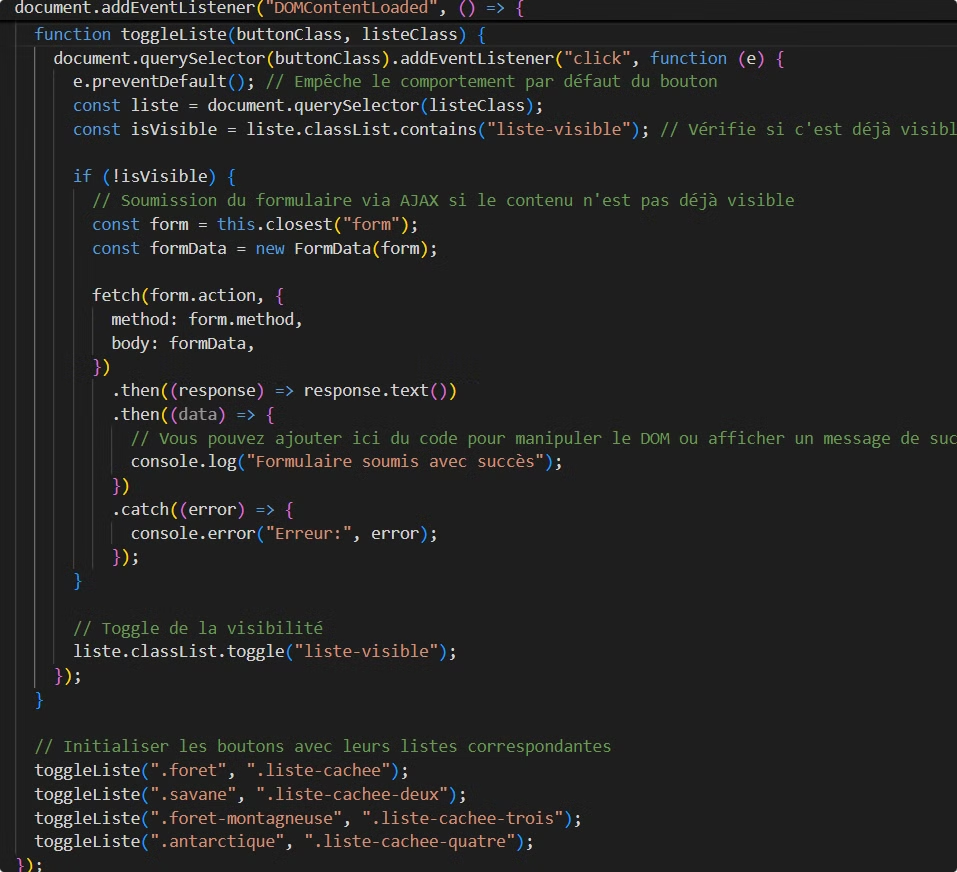 document.addEventListener("DOMContentLoaded", () => {
  function toggleListe(buttonClass, listeClass) {
    document.querySelector(buttonClass).addEventListener("click", function (e) {
      e.preventDefault(); // Empêche le comportement par défaut du bouton
      const liste = document.querySelector(listeClass);
      const isVisible = liste.classList.contains("liste-visible"); // Vérifie si c'est déjà visibl

      if (!isVisible) {
        // Soumission du formulaire via AJAX si le contenu n'est pas déjà visible
        const form = this.closest("form");
        const formData = new FormData(form);

        fetch(form.action, {
          method: form.method,
          body: formData,
        })
          .then((response) => response.text())
          .then((data) => {
            // Vous pouvez ajouter ici du code pour manipuler le DOM ou afficher un message de suc
            console.log("Formulaire soumis avec succès");
          })
          .catch((error) => {
            console.error("Erreur:", error);
          });
      }

      // Toggle de la visibilité
      liste.classList.toggle("liste-visible");
    });
  }

  // Initialiser les boutons avec leurs listes correspondantes
  toggleListe(".foret", ".liste-cachee");
  toggleListe(".savane", ".liste-cachee-deux");
  toggleListe(".foret-montagneuse", ".liste-cachee-trois");
  toggleListe(".antarctique", ".liste-cachee-quatre");
});